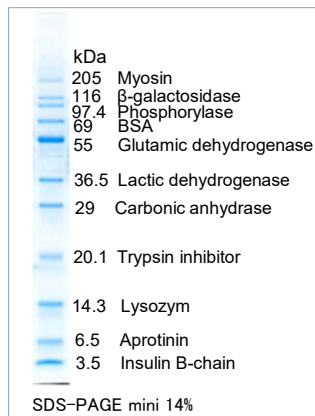 kDa
205 Myosin
116 β-galactosidase
97.4 Phosphorylase
69 BSA
55 Glutamic dehydrogenase
36.5 Lactic dehydrogenase
29 Carbonic anhydrase
20.1 Trypsin inhibitor
14.3 Lysozym
6.5 Aprotinin
3.5 Insulin B-chain
SDS-PAGE mini 14%